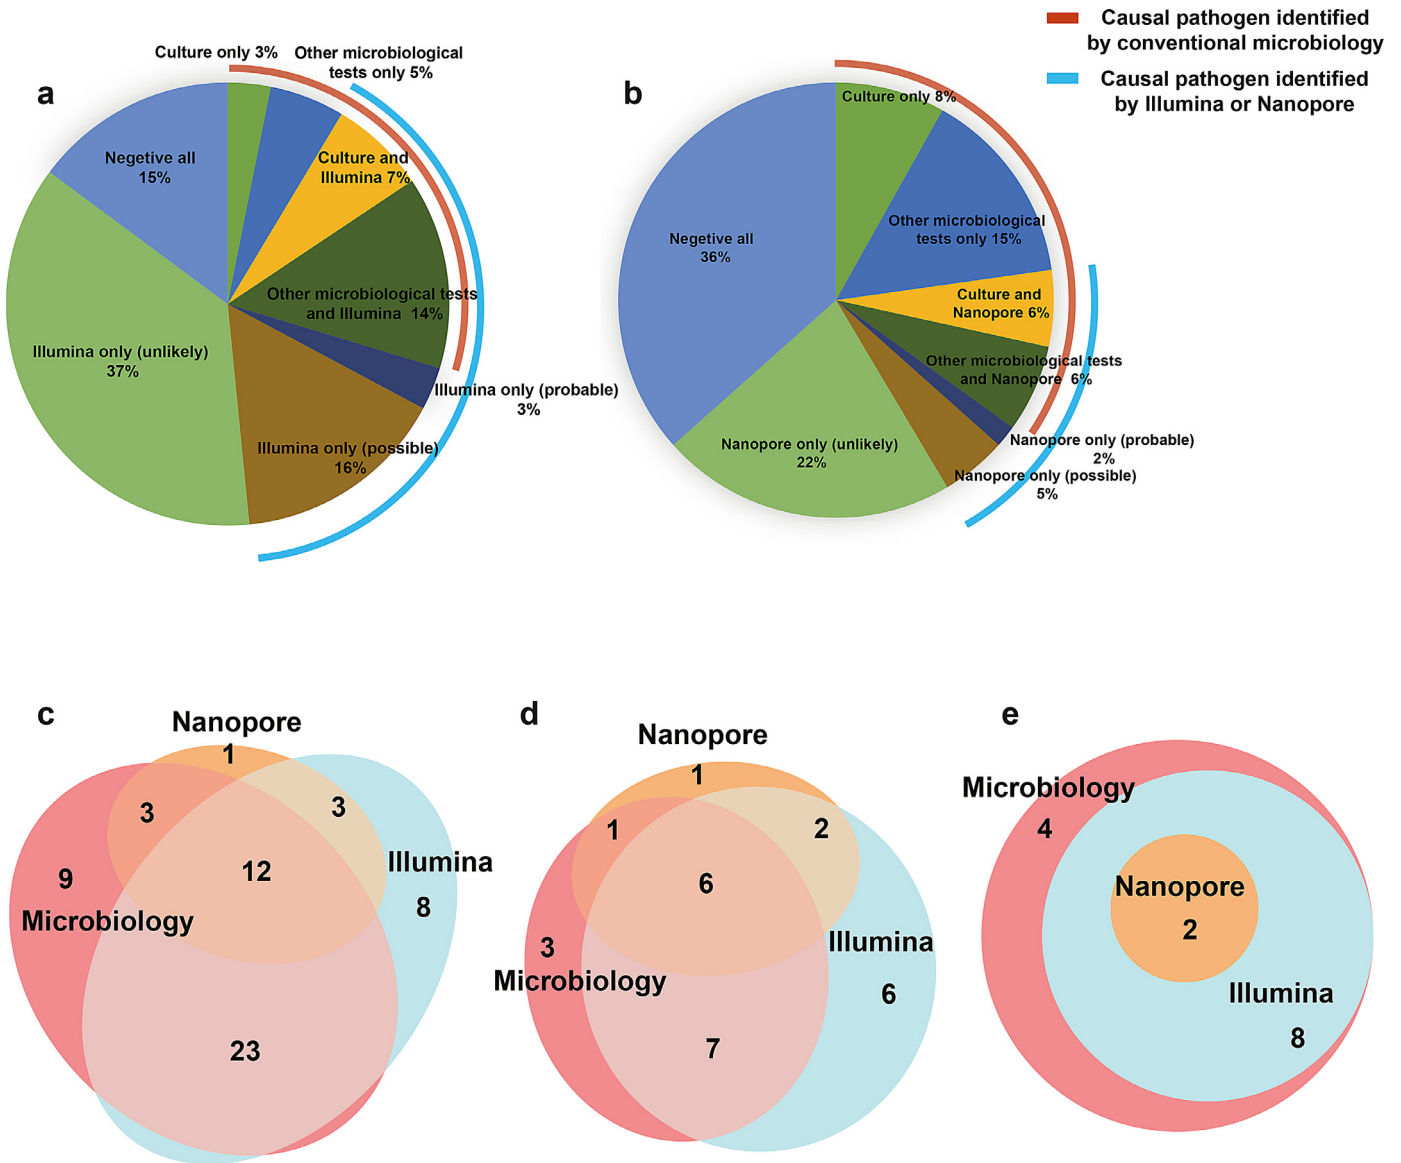 Causal pathogen identified
by conventional microbiology
Causal pathogen identified
by Illumina or Nanopore
a
Culture only 3%
Other microbiological
tests only 5%
Culture and
Illumina 7%
Other microbiological tests
and Illumina 14%
Illumina only (probable)
3%
Illumina only (possible)
16%
Illumina only (unlikely)
37%
Negetive all
15%
b
Culture only 8%
Other microbiological
tests only 15%
Culture and
Nanopore 6%
Other microbiological tests
and Nanopore 6%
Nanopore only (probable)
2%
Nanopore only (possible)
5%
Nanopore only (unlikely)
22%
Negetive all
36%
c
Nanopore
1
3
3
12
9
Microbiology
Illumina
8
23
d
Nanopore
1
1
2
6
3
Microbiology
Illumina
6
7
e
Microbiology
4
Nanopore
2
Illumina
8